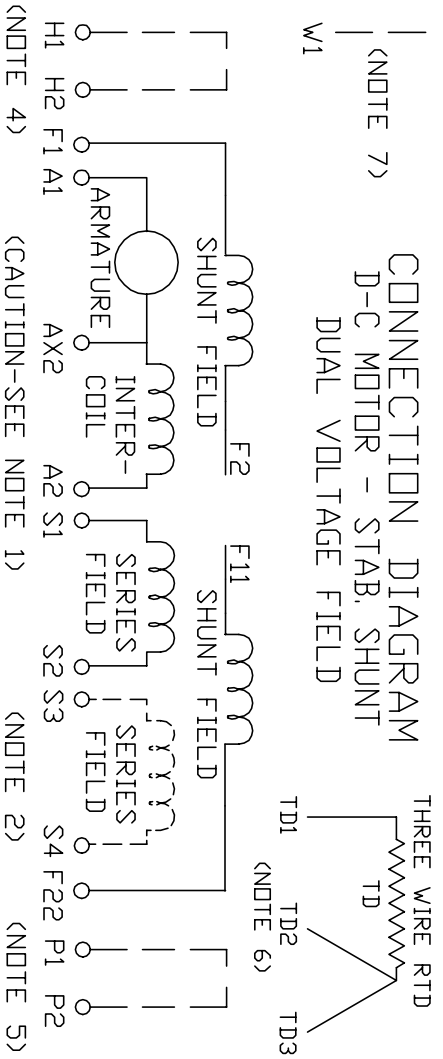 CONNECTION DIAGRAM
D-C MOTOR - STAB. SHUNT
DUAL VOLTAGE FIELD
W1
(NOTE 7)
THREE WIRE RTD
TD
TD1 TD2 TD3
(NOTE 6)
F2 F11
SHUNT FIELD SHUNT FIELD
ARMATURE
INTER-
COIL
SERIES
FIELD
SERIES
FIELD
H1 H2 F1 A1 AX2 A2 S1 S2 S3 S4 F22 P1 P2
(NOTE 4) (CAUTION-SEE NOTE 1) (NOTE 2) (NOTE 5)